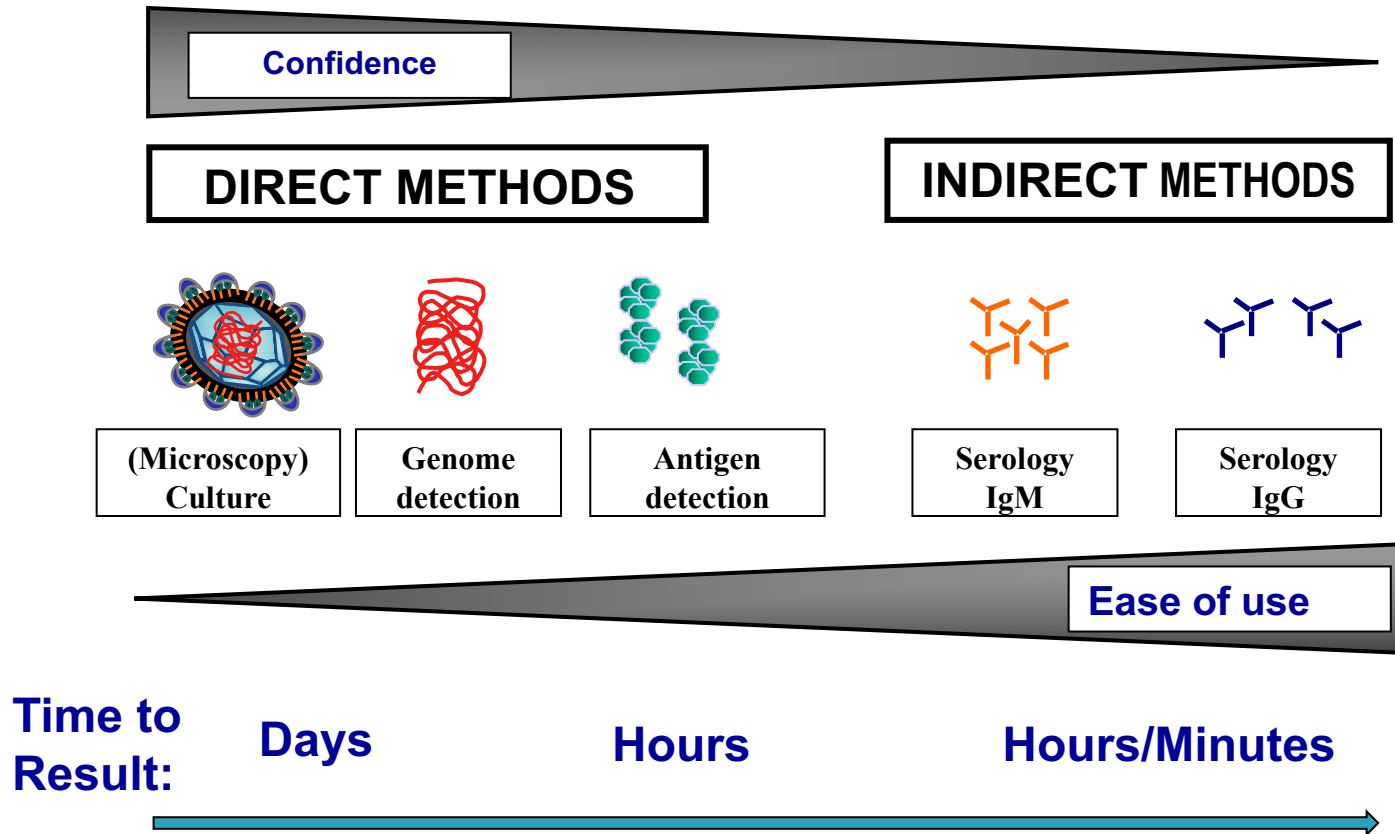 Confidence
DIRECT METHODS
INDIRECT METHODS
(Microscopy)
Culture
Genome
detection
Antigen
detection
Serology
IgM
Serology
IgG
Ease of use
Time to
Result:
Days
Hours
Hours/Minutes